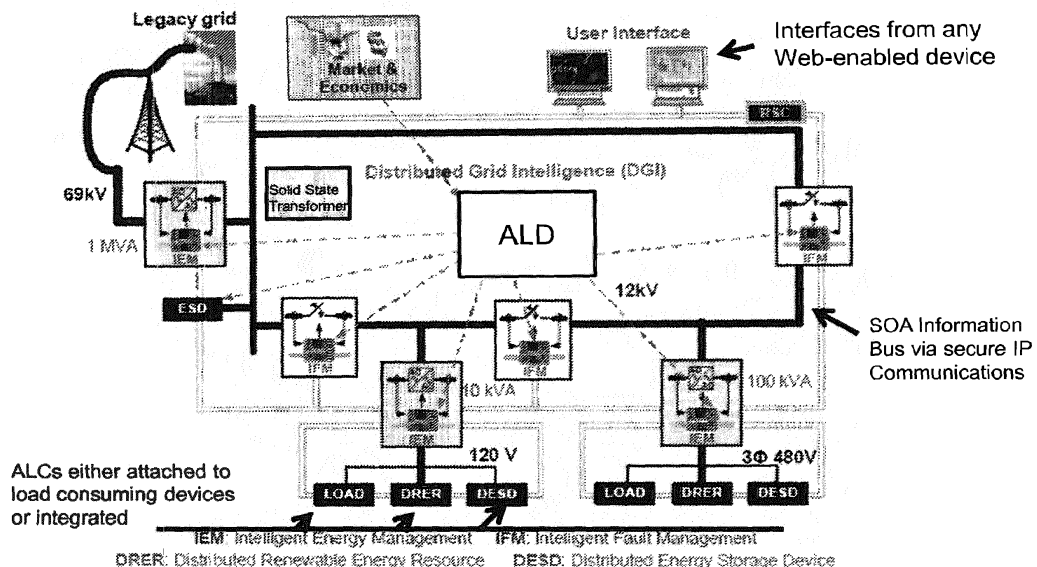 Legacy grid
Market &
Economics
User Interface
Interfaces from any
Web-enabled device
RSC
Distributed Grid Intelligence (DGI)
69kV
Solid State
Transformer
ALD
1 MVA
IEM
IFM
ESD
12kV
SOA Information
Bus via secure IP
Communications
IFM
IFM
10 kVA
100 kVA
IEM
IEM
120 V
3Φ 480V
ALCs either attached to
load consuming devices
or integrated
LOAD
DRER
DESD
LOAD
DRER
DESD
IEM: Intelligent Energy Management
IFM: Intelligent Fault Management
DRER: Distributed Renewable Energy Resource
DESD: Distributed Energy Storage Device